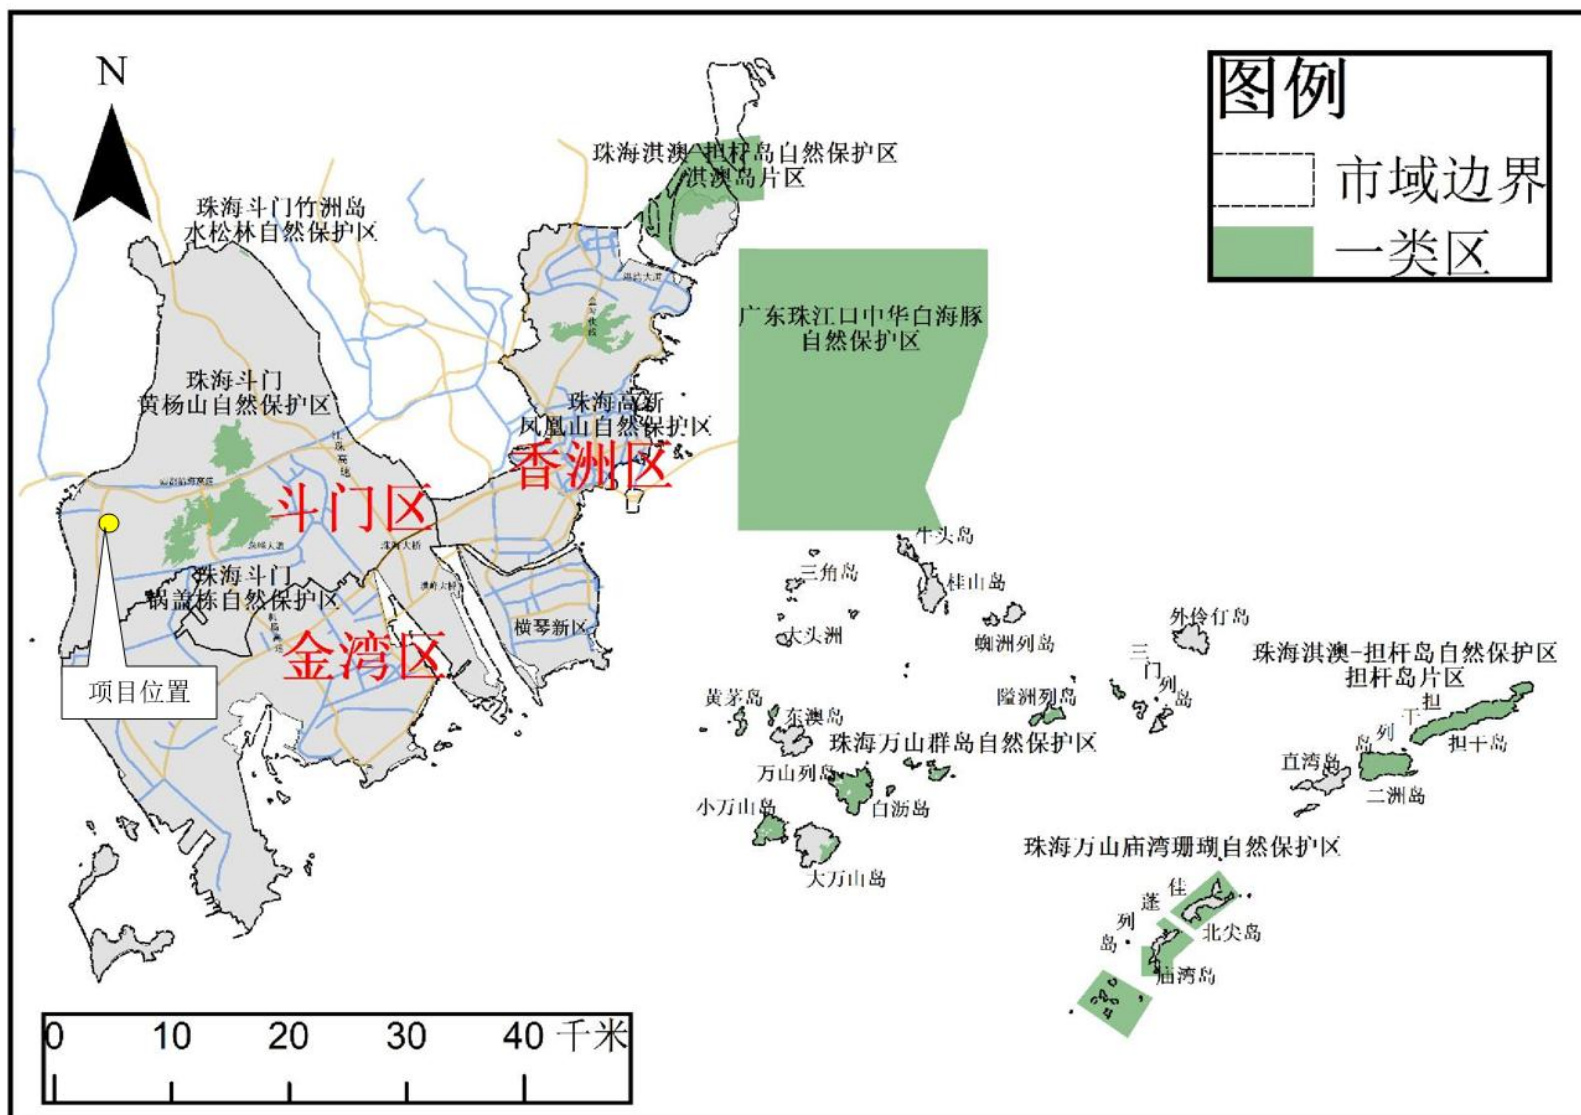 N
图例
市域边界
一类区
珠海淇澳-担杆岛自然保护区
淇澳岛片区
珠海斗门竹洲岛
水松林自然保护区
广东珠江口中华白海豚
自然保护区
珠海斗门
黄杨山自然保护区
珠海高新
凤凰山自然保护区
香洲区
斗门区
江珠高速
珠海大桥
珠海斗门
锅盖栋自然保护区
横琴新区
金湾区
项目位置
牛头岛
三角岛
桂山岛
大头洲
蜘洲列岛
外伶仃岛
三门列岛
珠海淇澳-担杆岛自然保护区
担杆岛片区
隘洲列岛
黄茅岛
东澳岛
珠海万山群岛自然保护区
担干列岛
担干岛
直湾岛
二洲岛
万山列岛
白沥岛
小万山岛
大万山岛
珠海万山庙湾珊瑚自然保护区
佳蓬列岛
北尖岛
庙湾岛
0 10 20 30 40 千米